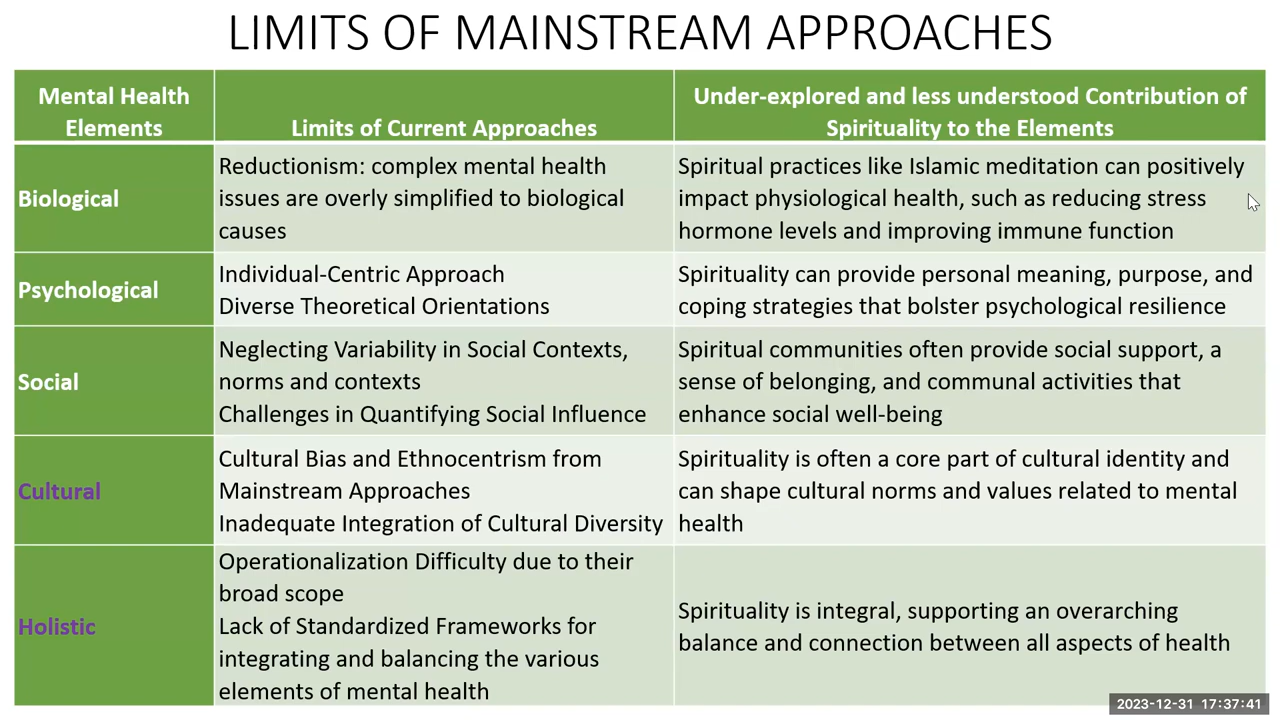 LIMITS OF MAINSTREAM APPROACHES
Mental Health
Elements
Limits of Current Approaches
Under-explored and less understood Contribution of
Spirituality to the Elements
Biological
Reductionism: complex mental health
issues are overly simplified to biological
causes
Spiritual practices like Islamic meditation can positively
impact physiological health, such as reducing stress
hormone levels and improving immune function
Psychological
Individual-Centric Approach
Diverse Theoretical Orientations
Spirituality can provide personal meaning, purpose, and
coping strategies that bolster psychological resilience
Social
Neglecting Variability in Social Contexts,
norms and contexts
Challenges in Quantifying Social Influence
Spiritual communities often provide social support, a
sense of belonging, and communal activities that
enhance social well-being
Cultural
Cultural Bias and Ethnocentrism from
Mainstream Approaches
Inadequate Integration of Cultural Diversity
Spirituality is often a core part of cultural identity and
can shape cultural norms and values related to mental
health
Holistic
Operationalization Difficulty due to their
broad scope
Lack of Standardized Frameworks for
integrating and balancing the various
elements of mental health
Spirituality is integral, supporting an overarching
balance and connection between all aspects of health
2023-12-31 17:37:41